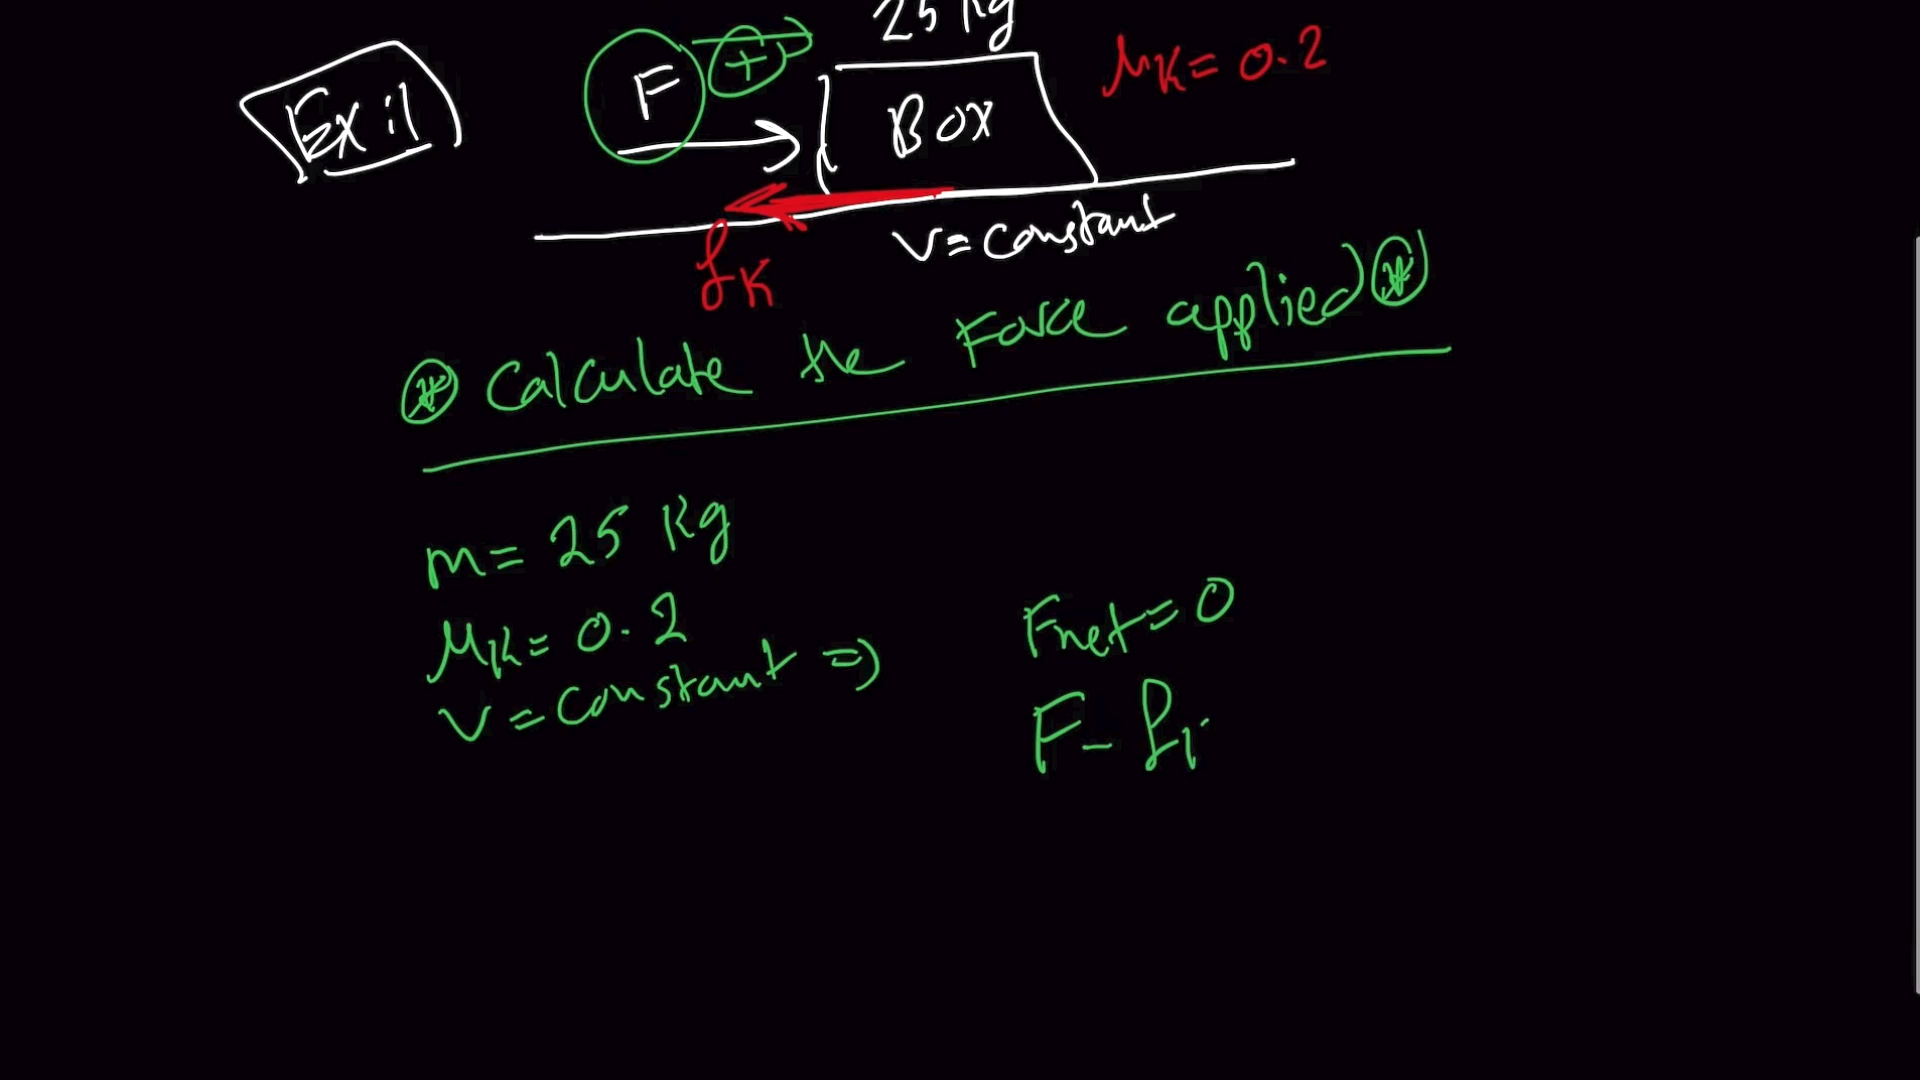 25 Kg
Ex:1
F
+
BOX
μK= 0.2
fK
V= constant
Calculate the Force applied
m= 25 Kg
μK= 0.2
V= constant ⇒
Fnet= 0
F-